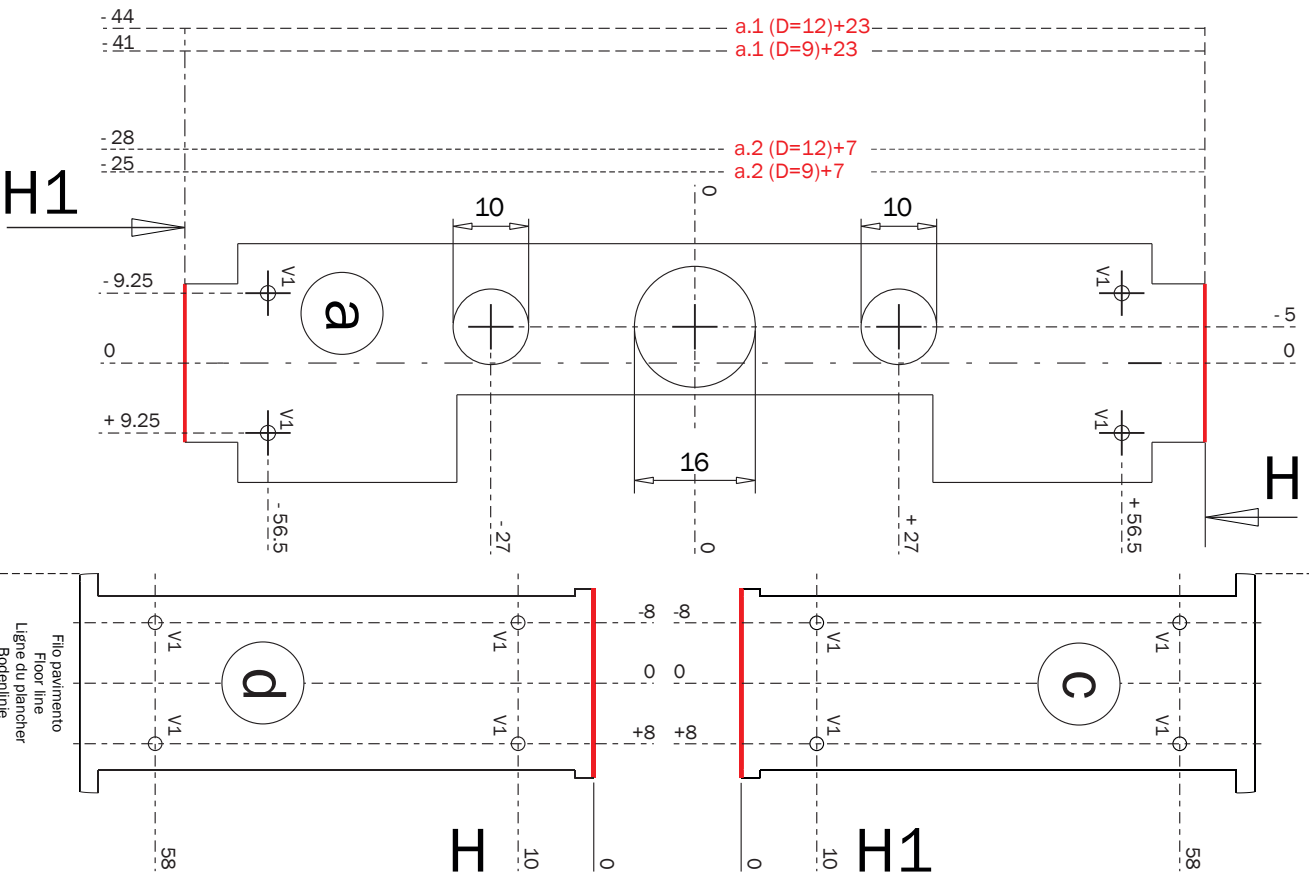 - 44
a.1 (D=12)+23
- 41
a.1 (D=9)+23
- 28
a.2 (D=12)+7
- 25
a.2 (D=9)+7
H1
0
10
10
- 9.25
V1
a
V1
- 5
0
0
+ 9.25
V1
V1
16
H
- 56.5
- 27
0
+ 27
+ 56.5
-8
-8
V1
V1
V1
V1
Filo pavimento
Floor line
Ligne du plancher
Bodenlinie
d
0
0
c
V1
V1
+8
+8
V1
V1
58
H
10
0
0
10
H1
58